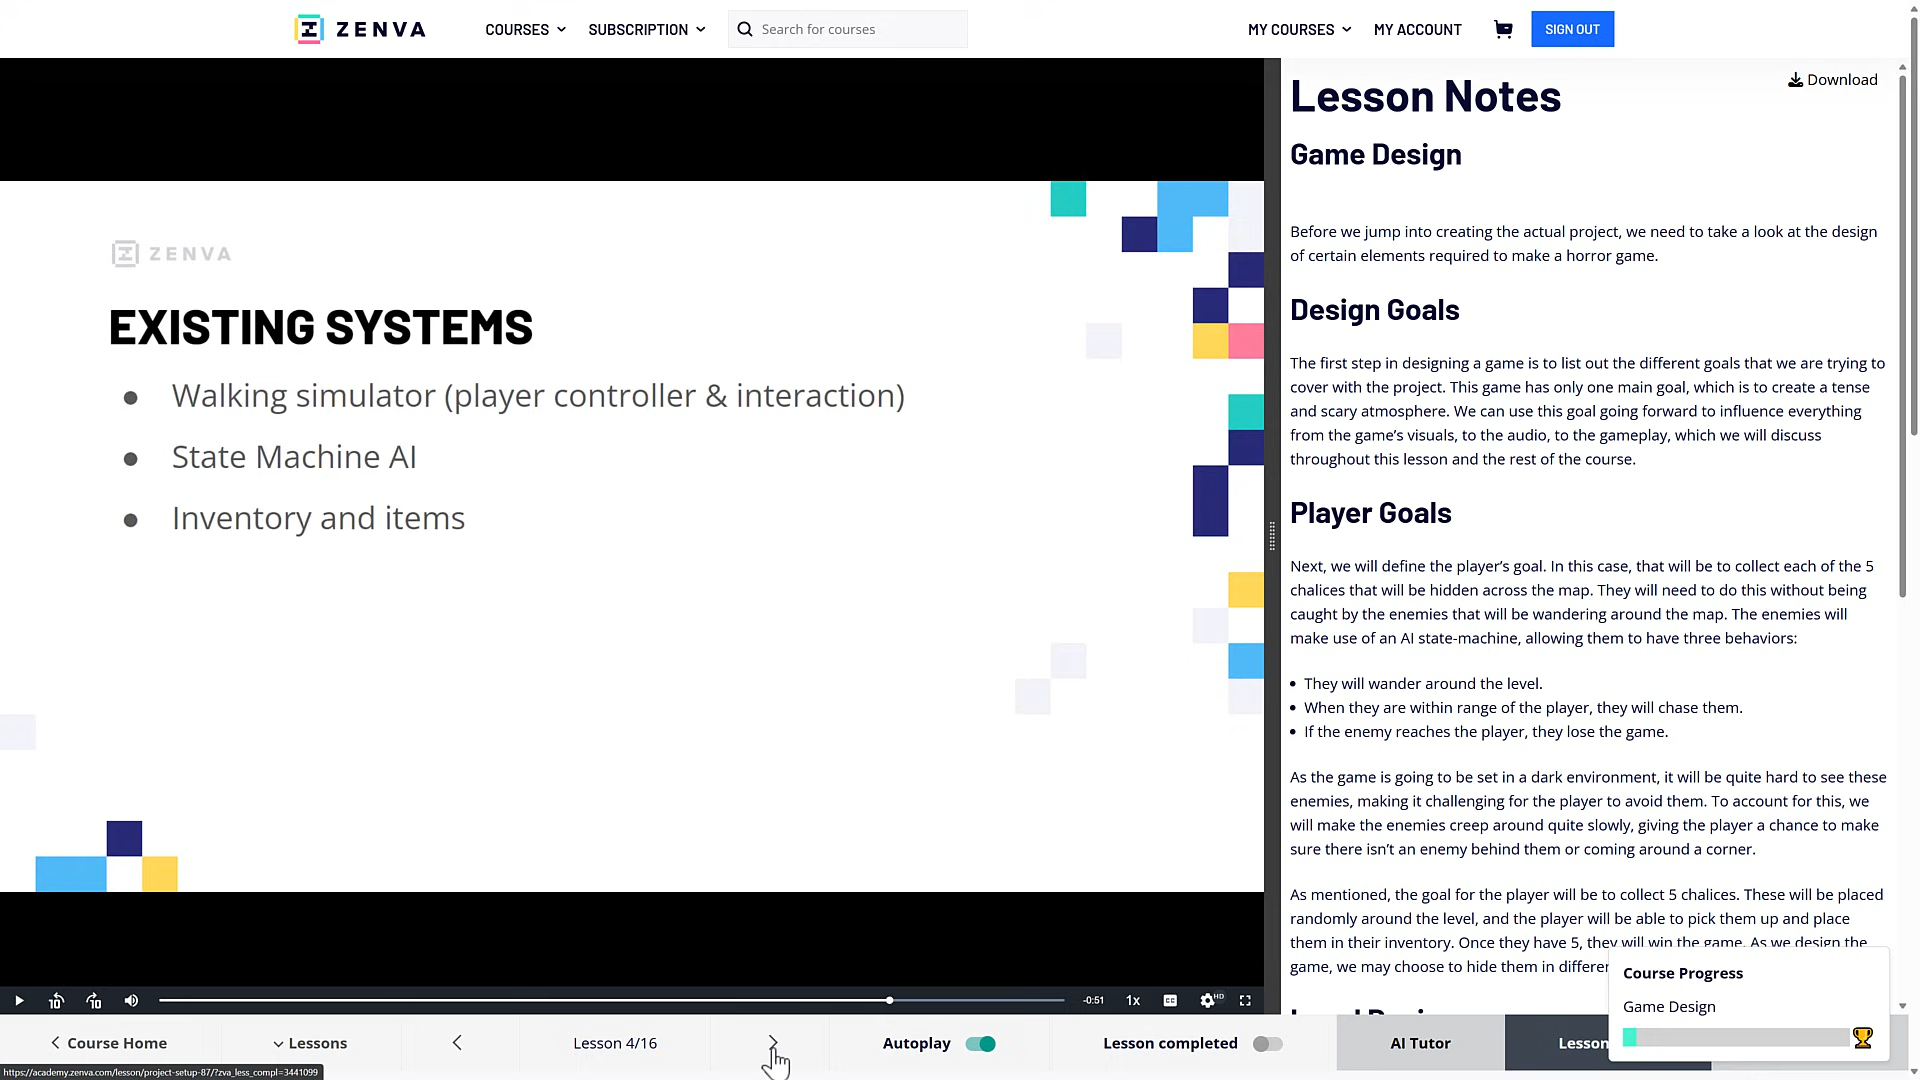 ZENVA
COURSES
SUBSCRIPTION
Search for courses
MY COURSES
MY ACCOUNT
SIGN OUT
ZENVA
EXISTING SYSTEMS
● Walking simulator (player controller & interaction)
● State Machine AI
● Inventory and items
10
10
-0:51
1x
CC
HD
Download
Lesson Notes
Game Design
Before we jump into creating the actual project, we need to take a look at the design
of certain elements required to make a horror game.
Design Goals
The first step in designing a game is to list out the different goals that we are trying to
cover with the project. This game has only one main goal, which is to create a tense
and scary atmosphere. We can use this goal going forward to influence everything
from the game's visuals, to the audio, to the gameplay, which we will discuss
throughout this lesson and the rest of the course.
Player Goals
Next, we will define the player's goal. In this case, that will be to collect each of the 5
chalices that will be hidden across the map. They will need to do this without being
caught by the enemies that will be wandering around the map. The enemies will
make use of an AI state-machine, allowing them to have three behaviors:
• They will wander around the level.
• When they are within range of the player, they will chase them.
• If the enemy reaches the player, they lose the game.
As the game is going to be set in a dark environment, it will be quite hard to see these
enemies, making it challenging for the player to avoid them. To account for this, we
will make the enemies creep around quite slowly, giving the player a chance to make
sure there isn't an enemy behind them or coming around a corner.
As mentioned, the goal for the player will be to collect 5 chalices. These will be placed
randomly around the level, and the player will be able to pick them up and place
them in their inventory. Once they have 5, they will win the game. As we design the
game, we may choose to hide them in differen
Course Progress
Game Design
Course Home
Lessons
Lesson 4/16
Autoplay
Lesson completed
AI Tutor
Lesson
https://academy.zenva.com/lesson/project-setup-87/?zva_less_compl=3441099